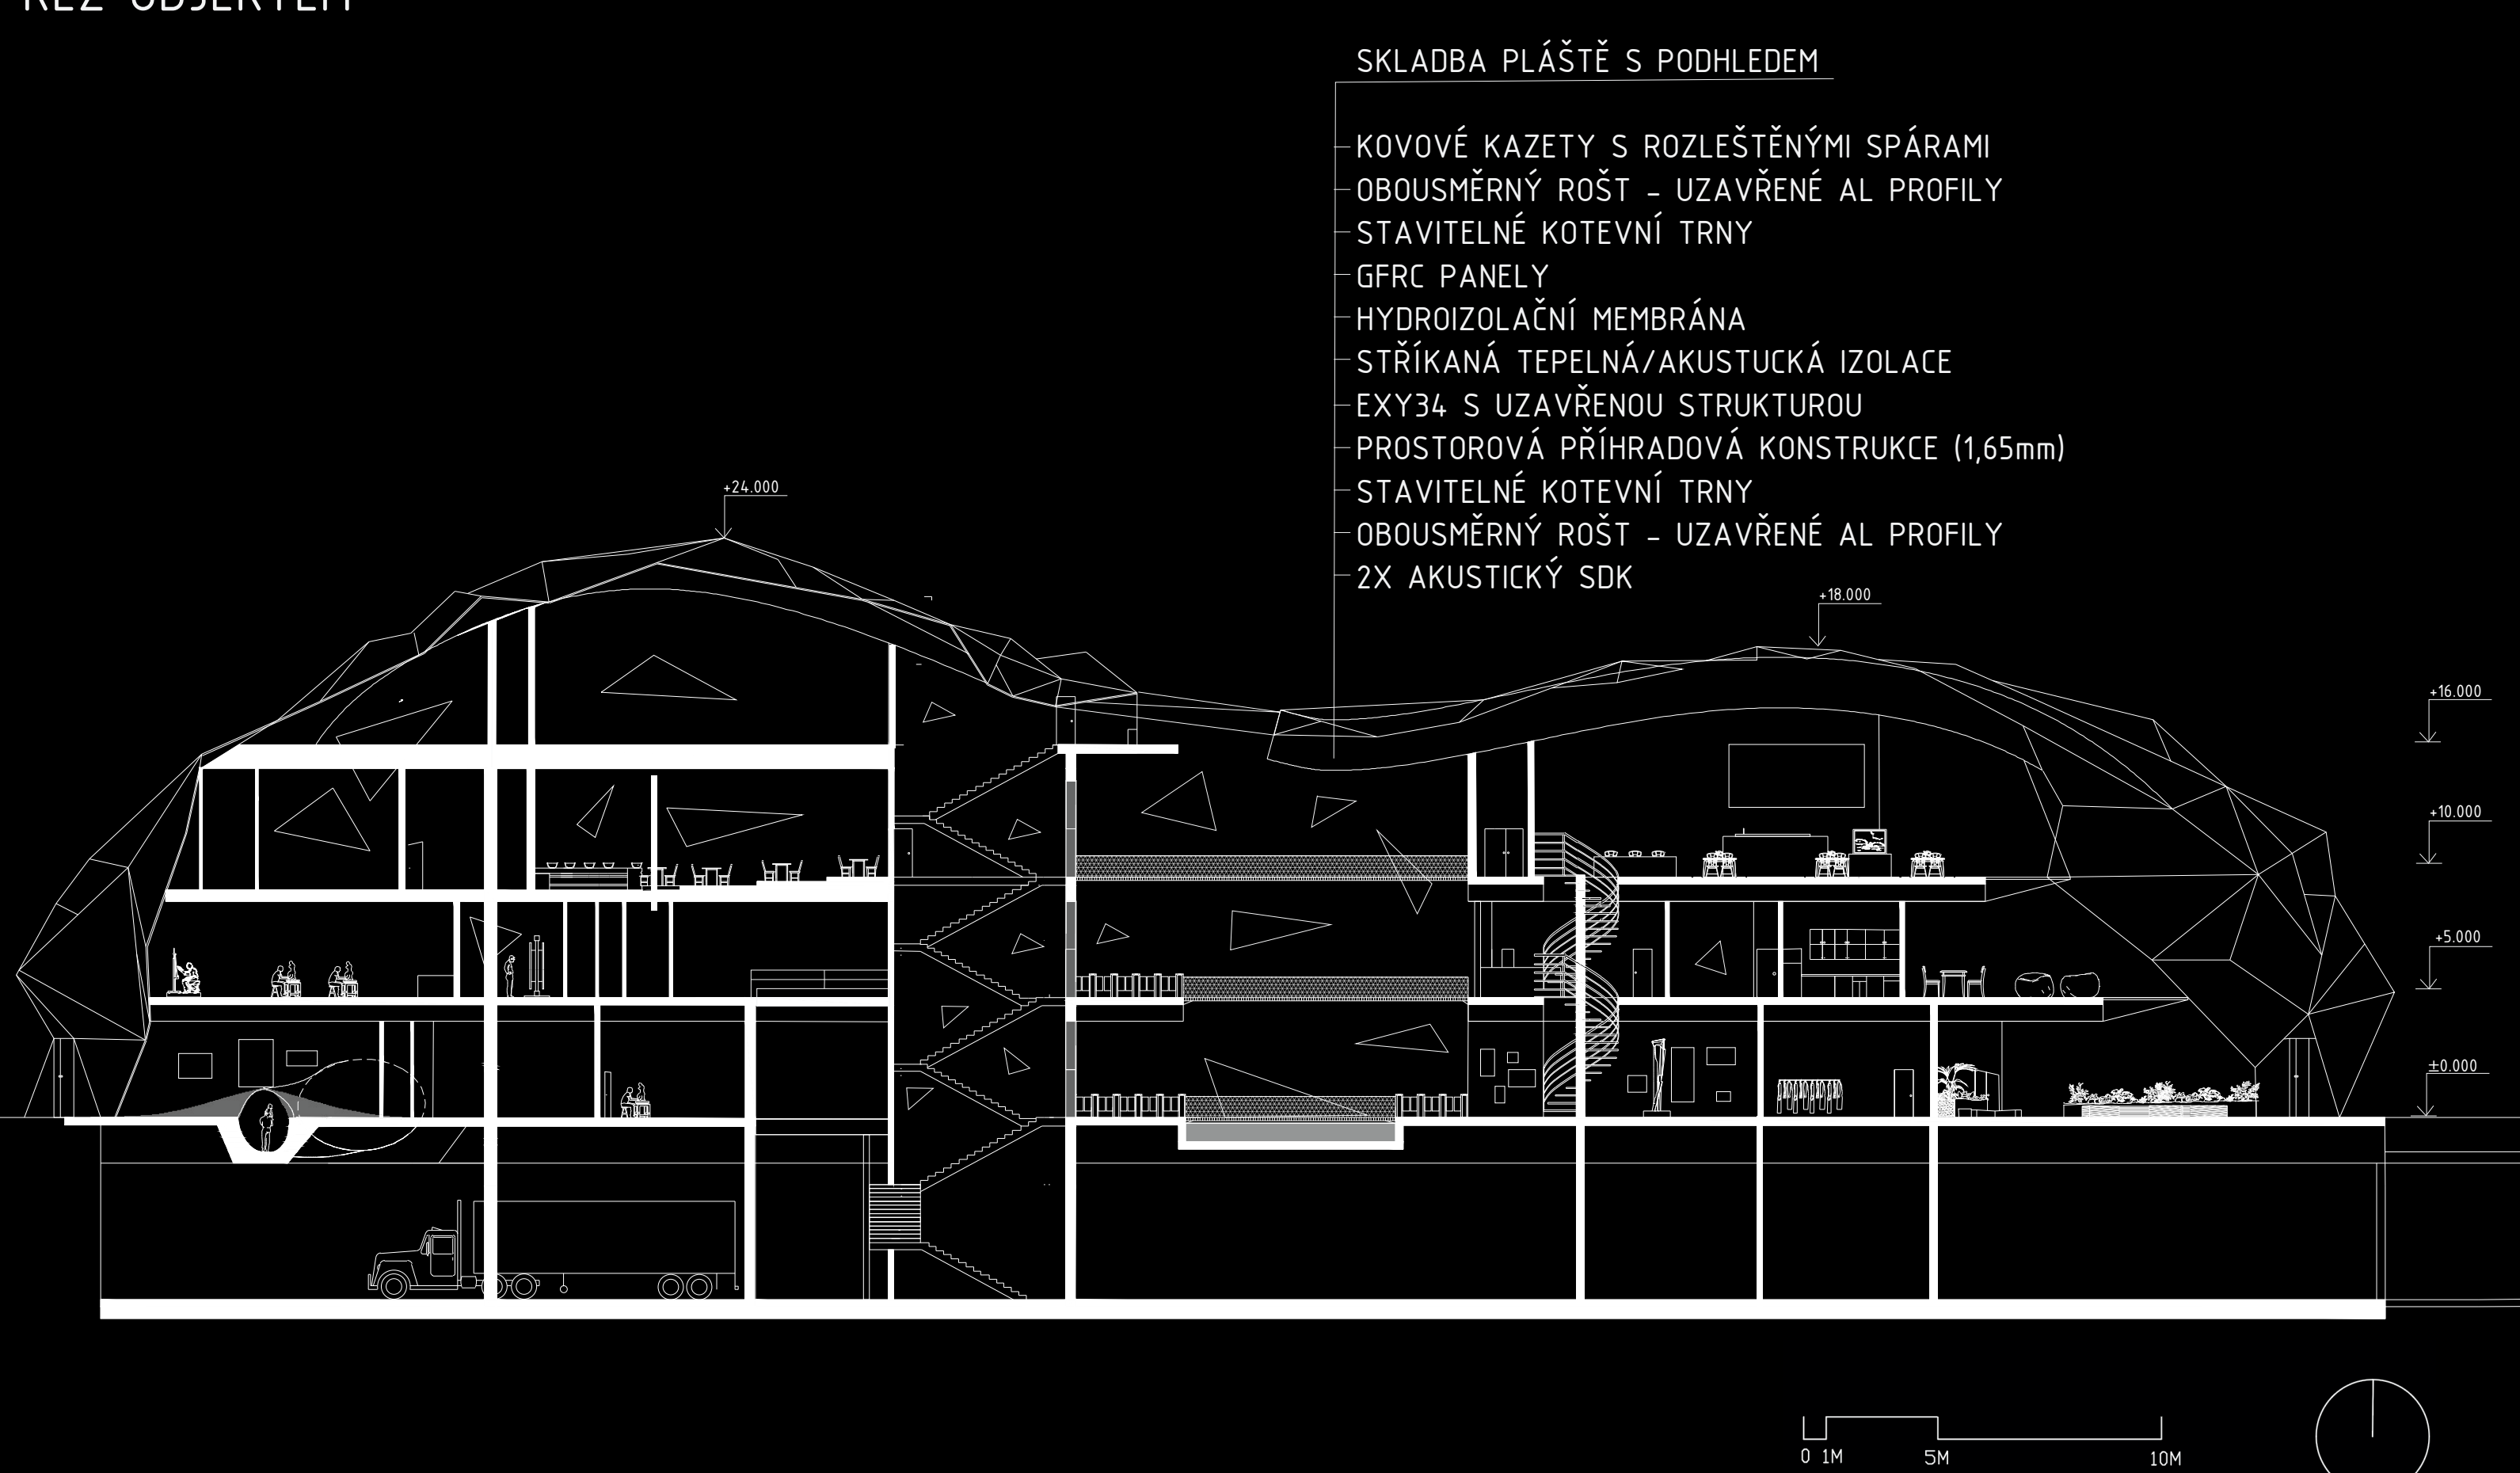 ŘEZ OBJEKTEM
SKLADBA PLÁŠTĚ S PODHLEDEM
KOVOVÉ KAZETY S ROZLEŠTĚNÝMI SPÁRAMI
OBOUSMĚRNÝ ROŠT - UZAVŘENÉ AL PROFILY
STAVITELNÉ KOTEVNÍ TRNY
GFRC PANELY
HYDROIZOLAČNÍ MEMBRÁNA
STŘÍKANÁ TEPELNÁ/AKUSTUCKÁ IZOLACE
EXY34 S UZAVŘENOU STRUKTUROU
PROSTOROVÁ PŘÍHRADOVÁ KONSTRUKCE (1,65mm)
STAVITELNÉ KOTEVNÍ TRNY
OBOUSMĚRNÝ ROŠT - UZAVŘENÉ AL PROFILY
2X AKUSTICKÝ SDK
+24.000
+18.000
+16.000
+10.000
+5.000
±0.000
0 1M 5M 10M